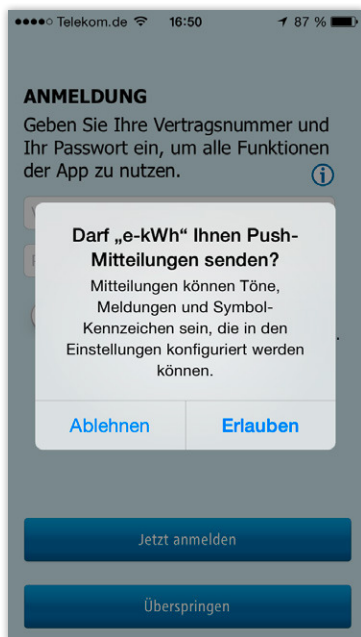 Telekom.de 16:50 87 %
ANMELDUNG
Geben Sie Ihre Vertragsnummer und
Ihr Passwort ein, um alle Funktionen
der App zu nutzen.
Darf „e-kWh“ Ihnen Push-
Mitteilungen senden?
Mitteilungen können Töne,
Meldungen und Symbol-
Kennzeichen sein, die in den
Einstellungen konfiguriert werden
können.
Ablehnen Erlauben
Jetzt anmelden
Überspringen